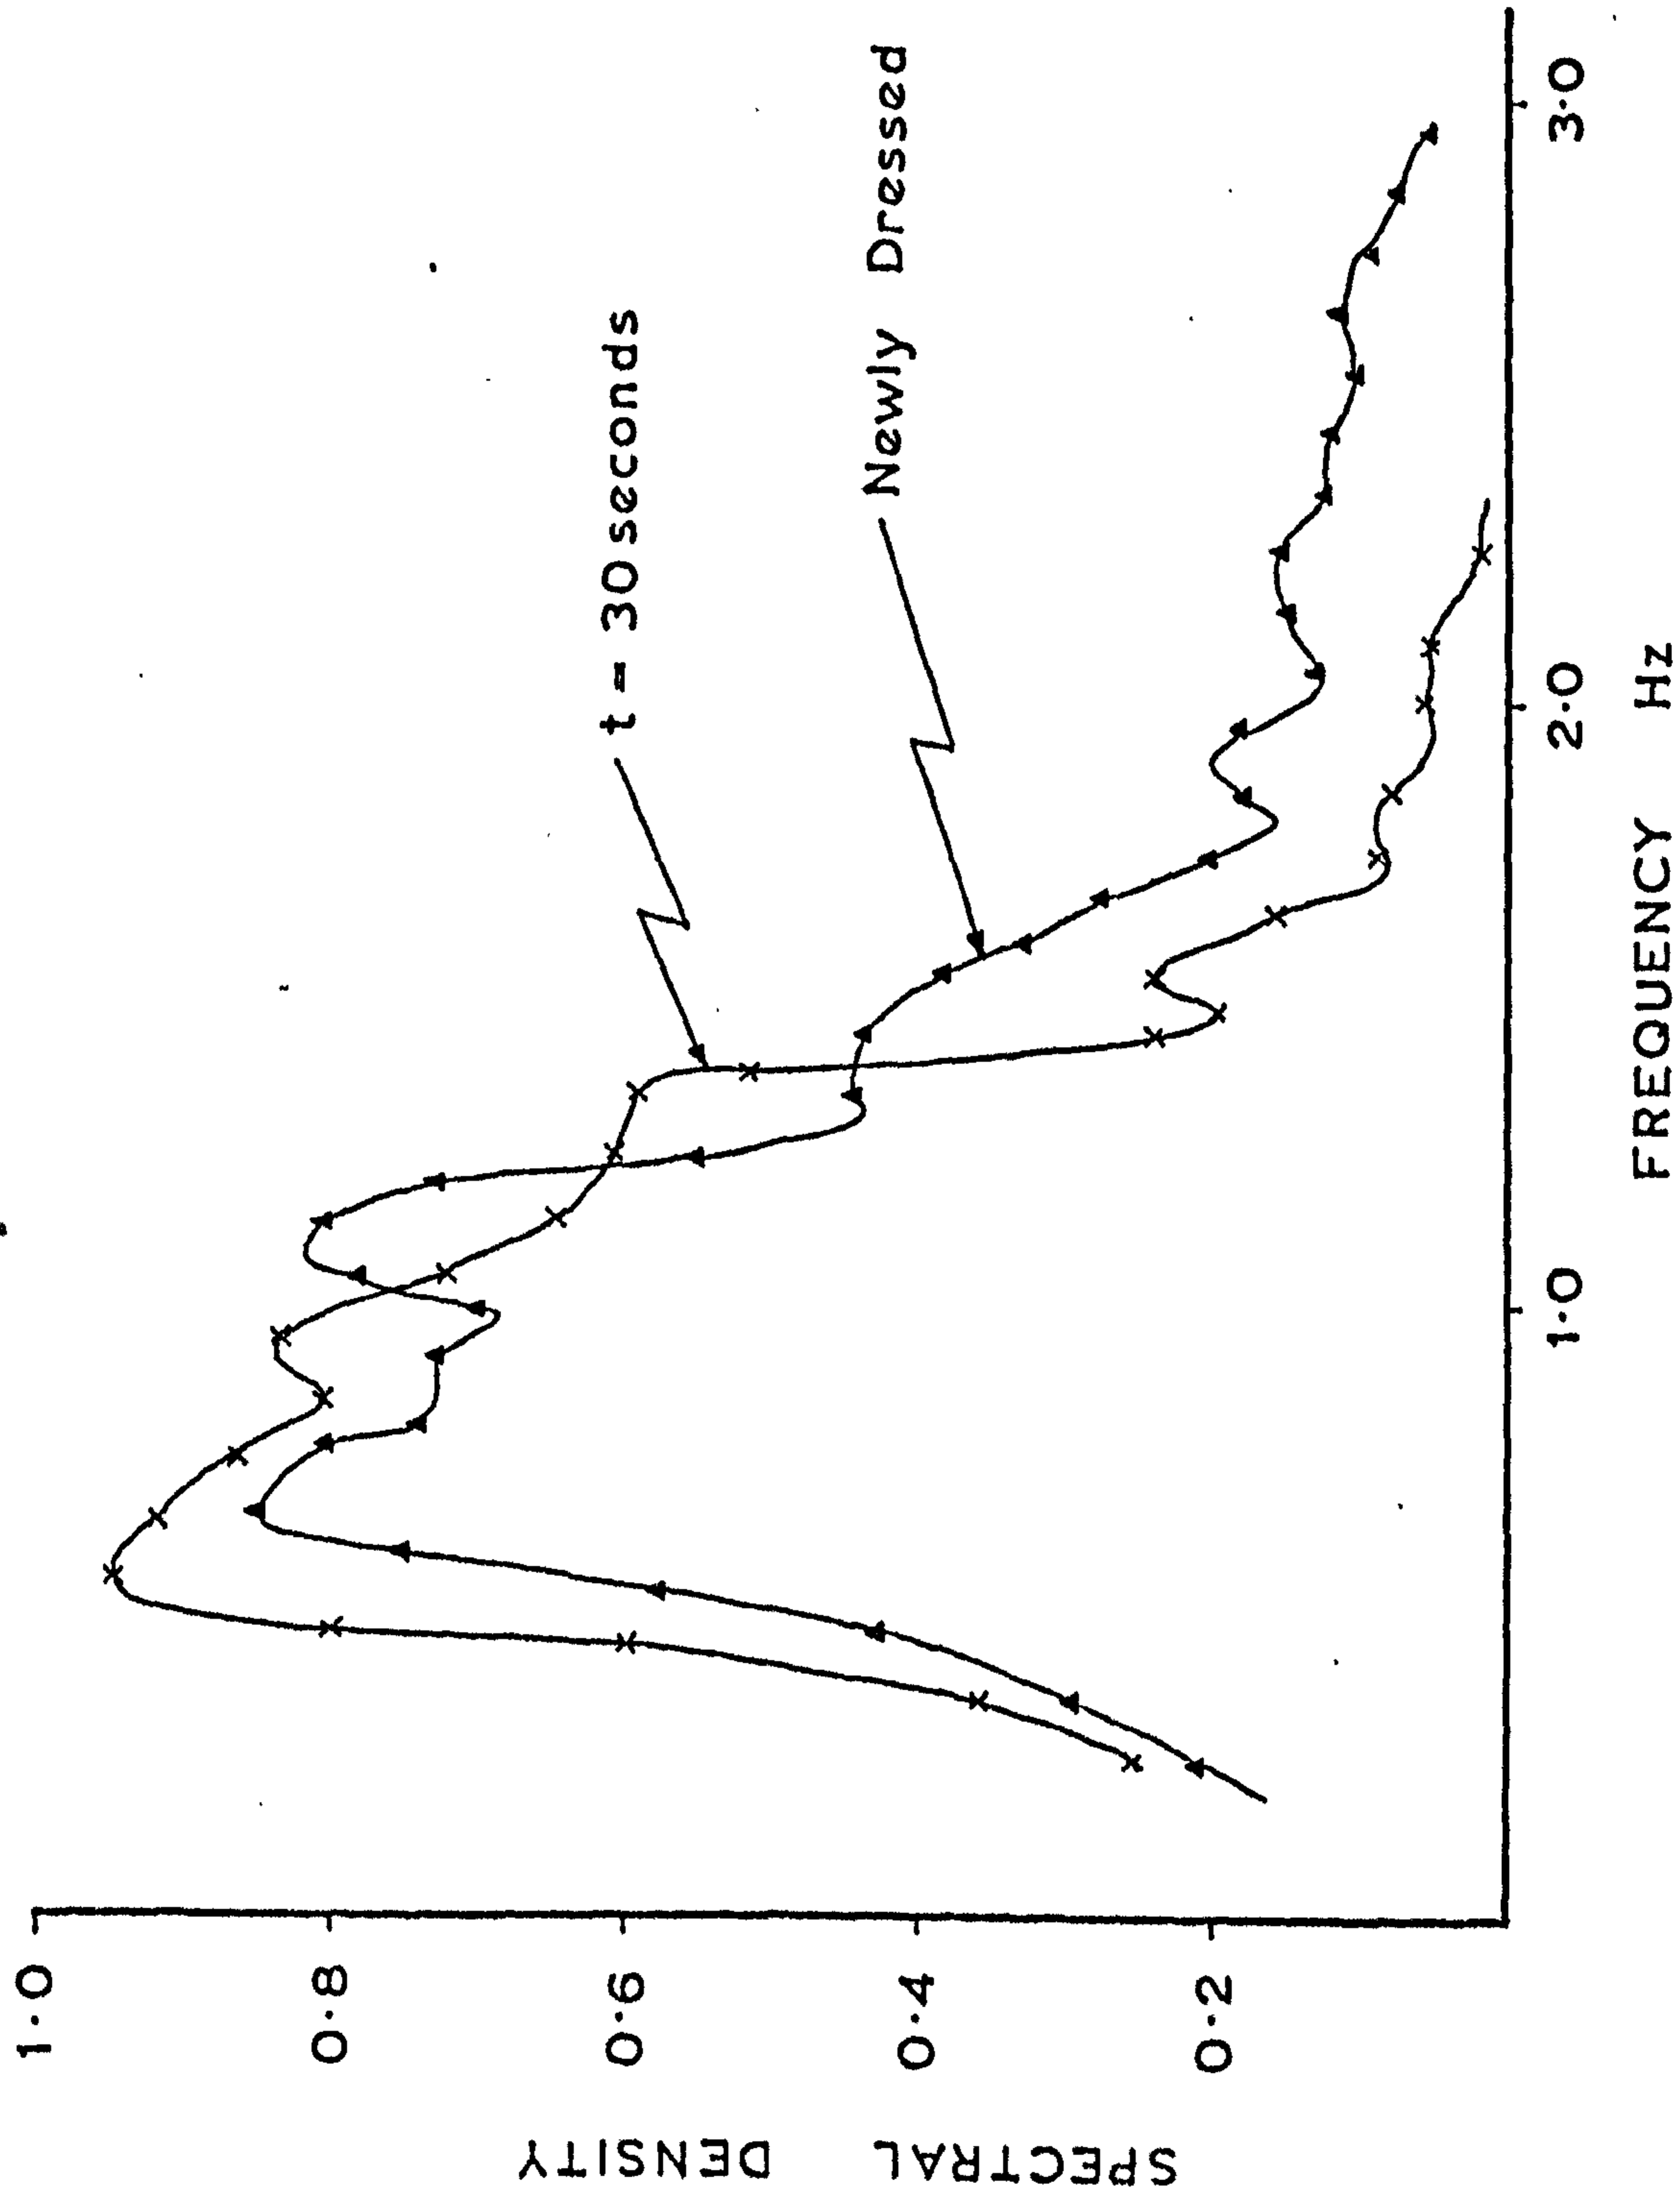 SPECTRAL DENSITY
1.0
0.8
0.6
0.4
0.2
t = 30 seconds
Newly Dressed
1.0
2.0
3.0
FREQUENCY Hz